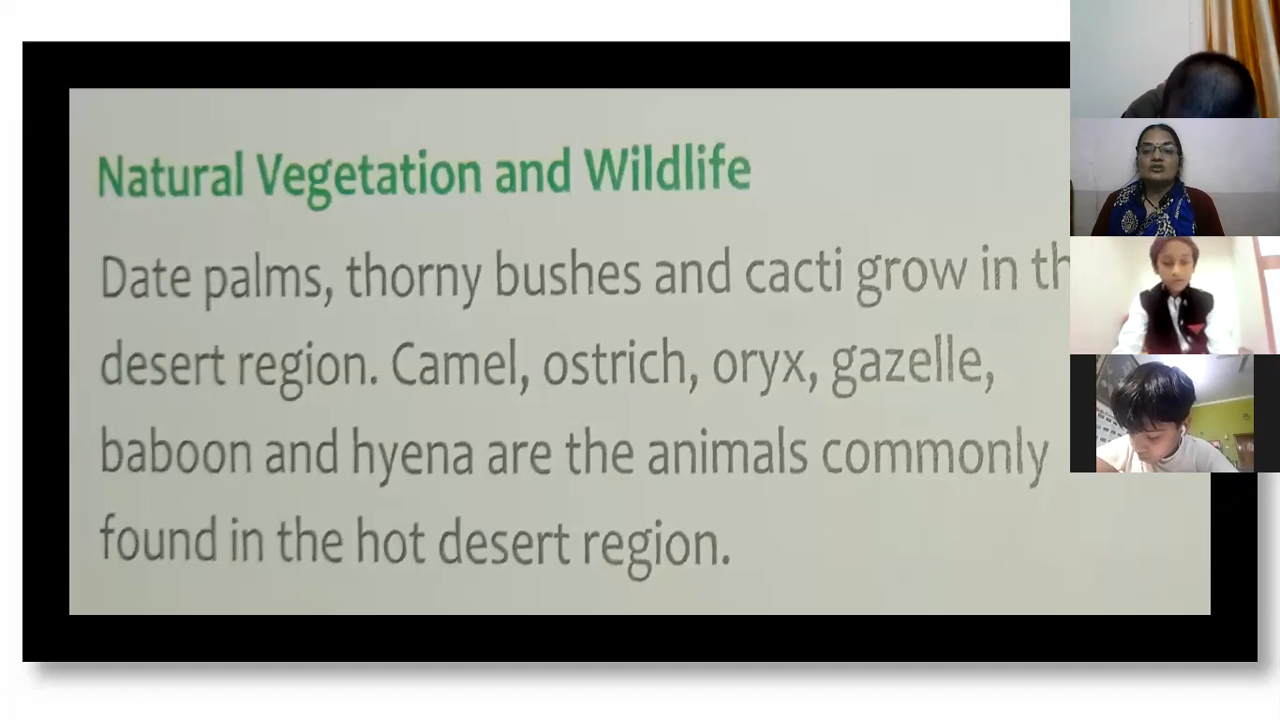 Natural Vegetation and Wildlife
Date palms, thorny bushes and cacti grow in
desert region. Camel, ostrich, oryx, gazelle,
baboon and hyena are the animals commonly
found in the hot desert region.